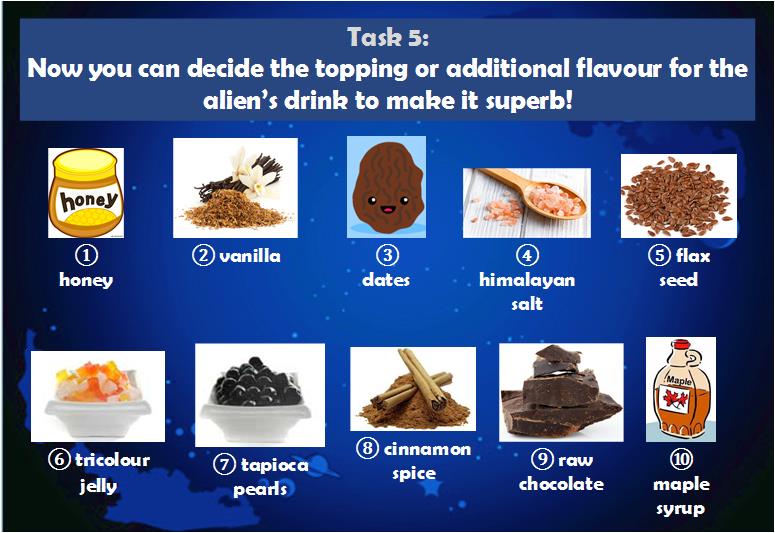 Task 5:
Now you can decide the topping or additional flavour for the
alien's drink to make it superb!
honey
① honey
② vanilla
③ dates
④ himalayan
salt
⑤ flax
seed
⑥ tricolour
jelly
⑦ tapioca
pearls
⑧ cinnamon
spice
⑨ raw
chocolate
Maple
⑩ maple
syrup